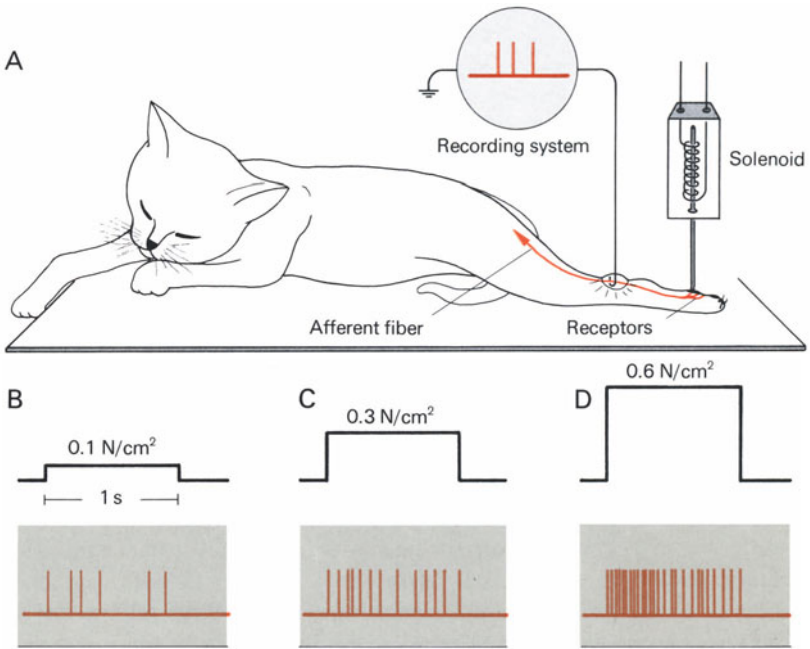 A
Recording system
Solenoid
Afferent fiber
Receptors
B
0.1 N/cm²
1 s
C
0.3 N/cm²
D
0.6 N/cm²